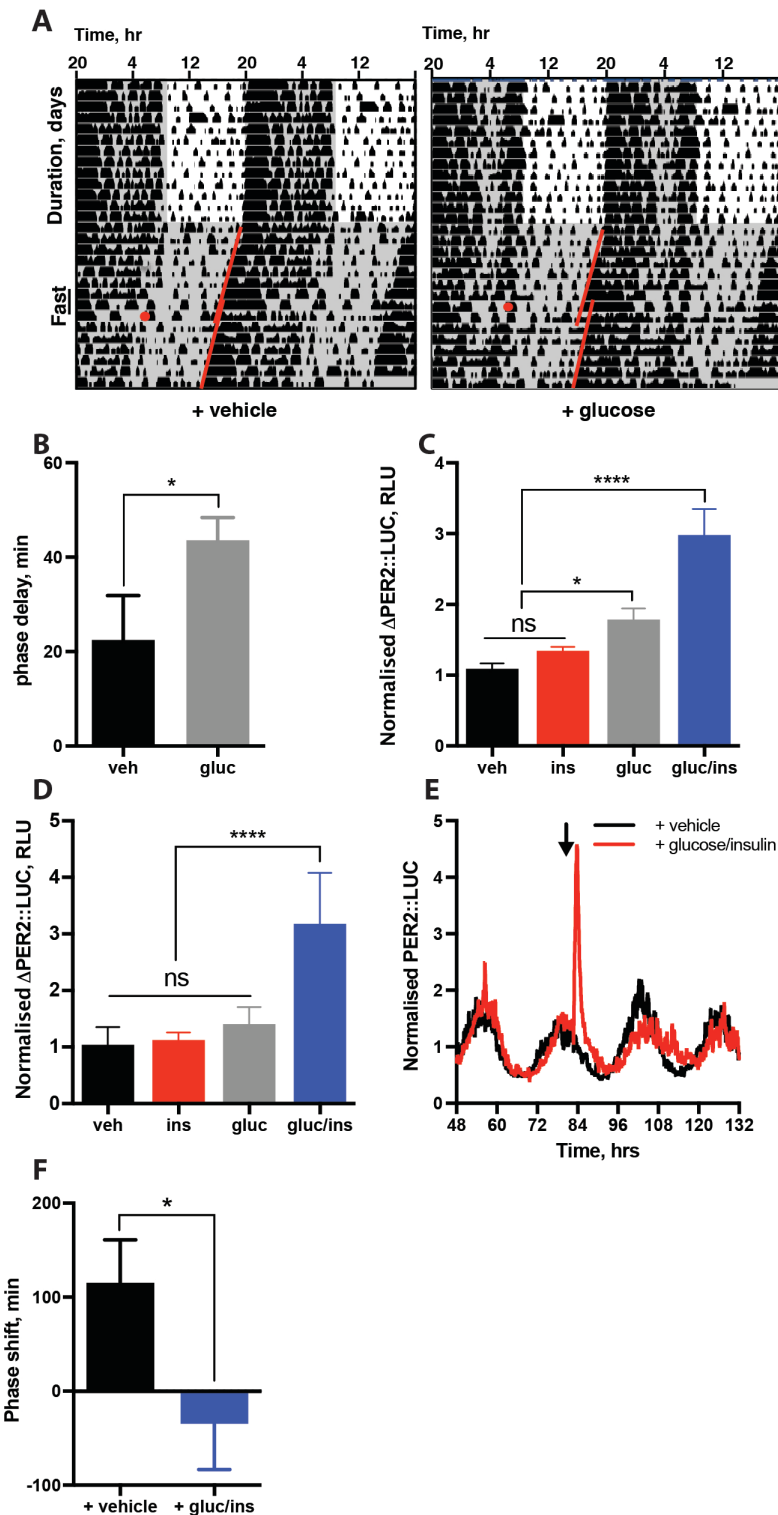 A
Time, hr
Time, hr
20 4 12 20 4 12
20 4 12 20 4 12
Duration, days
Fast
+ vehicle
+ glucose
B
60
40
20
0
phase delay, min
*
veh gluc
C
4
3
2
1
0
Normalised ΔPER2::LUC, RLU
****
*
ns
veh ins gluc gluc/ins
D
5
4
3
2
1
0
Normalised ΔPER2::LUC, RLU
****
ns
veh ins gluc gluc/ins
E
5
4
3
2
1
0
Normalised PER2::LUC
+ vehicle
+ glucose/insulin
48 60 72 84 96 108 120 132
Time, hrs
F
200
100
0
-100
Phase shift, min
*
+ vehicle + gluc/ins